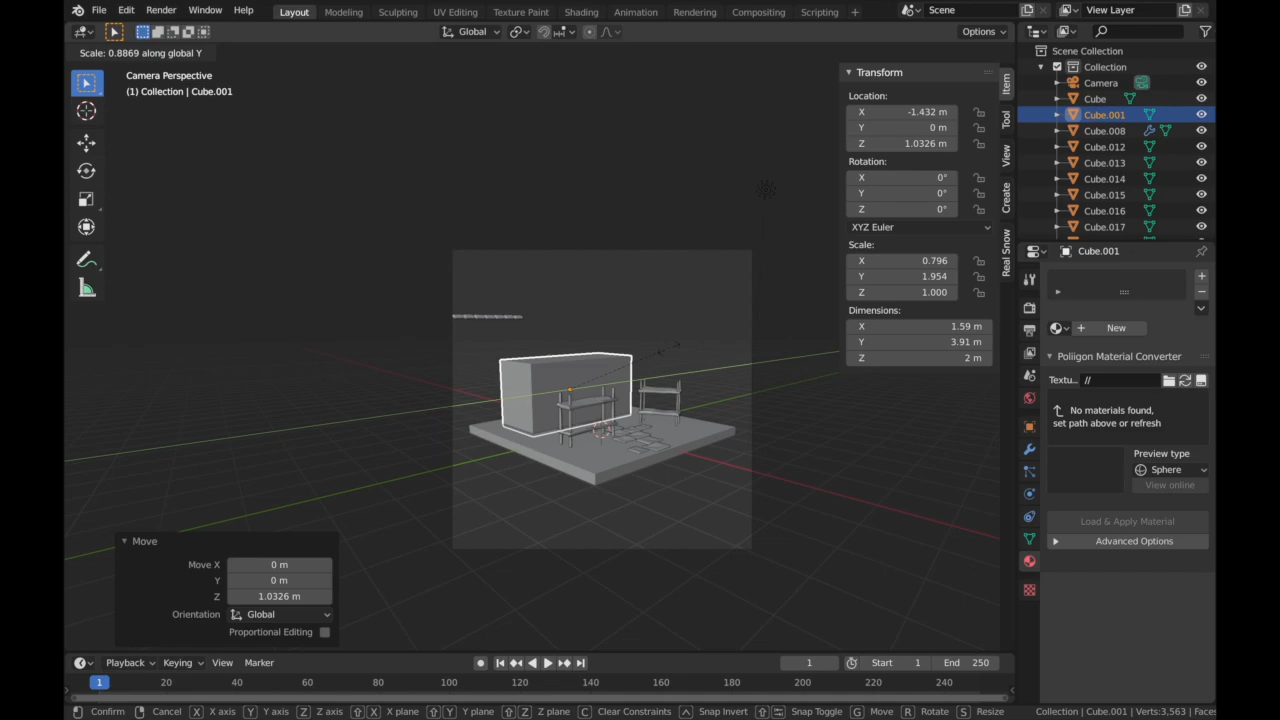 File Edit Render Window Help Layout Modeling Sculpting UV Editing Texture Paint Shading Animation Rendering Compositing Scripting + Scene View Layer
Global Options
Scale: 0.8869 along global Y
Camera Perspective
(1) Collection | Cube.001
Transform
Location:
X -1.432 m
Y 0 m
Z 1.0326 m
Rotation:
X 0°
Y 0°
Z 0°
XYZ Euler
Scale:
X 0.796
Y 1.954
Z 1.000
Dimensions:
X 1.59 m
Y 3.91 m
Z 2 m
Item
Tool
View
Create
Real Snow
Scene Collection
Collection
Camera
Cube
Cube.001
Cube.008
Cube.012
Cube.013
Cube.014
Cube.015
Cube.016
Cube.017
Cube.001
+ New
Poliigon Material Converter
Textu... //
No materials found,
set path above or refresh
Preview type
Sphere
View online
Load & Apply Material
Advanced Options
Move
Move X 0 m
Y 0 m
Z 1.0326 m
Orientation Global
Proportional Editing
Playback Keying View Marker 1 Start 1 End 250
1 20 40 60 80 100 120 140 160 180 200 220 240
Confirm Cancel X X axis Y Y axis Z Z axis X X plane Y Y plane Z Z plane C Clear Constraints Snap Invert Snap Toggle G Move R Rotate S Resize Collection | Cube.001 | Verts:3,563 | Faces